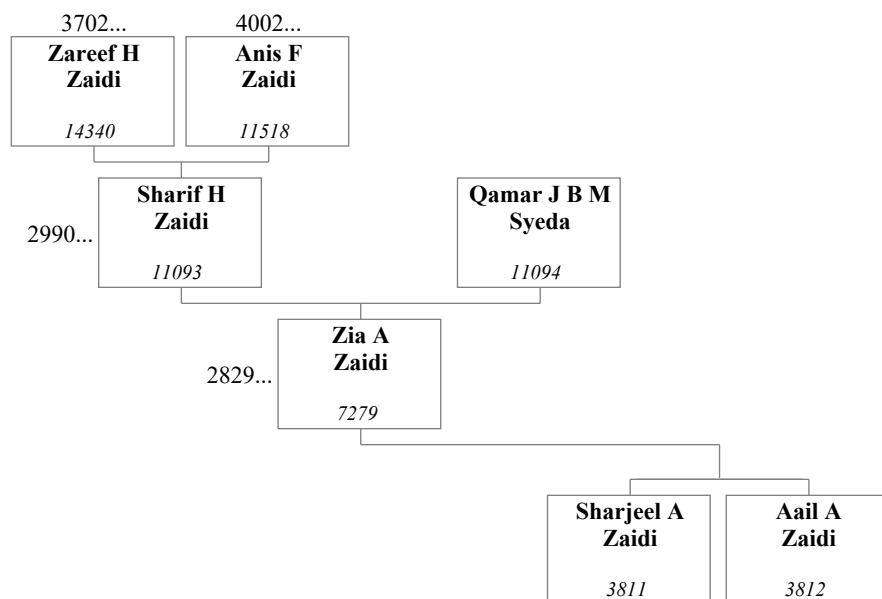 3702...
4002...
Zareef H
Zaidi
14340
Anis F
Zaidi
11518
2990...
Sharif H
Zaidi
11093
Qamar J B M
Syeda
11094
2829...
Zia A
Zaidi
7279
Sharjeel A
Zaidi
3811
Aail A
Zaidi
3812